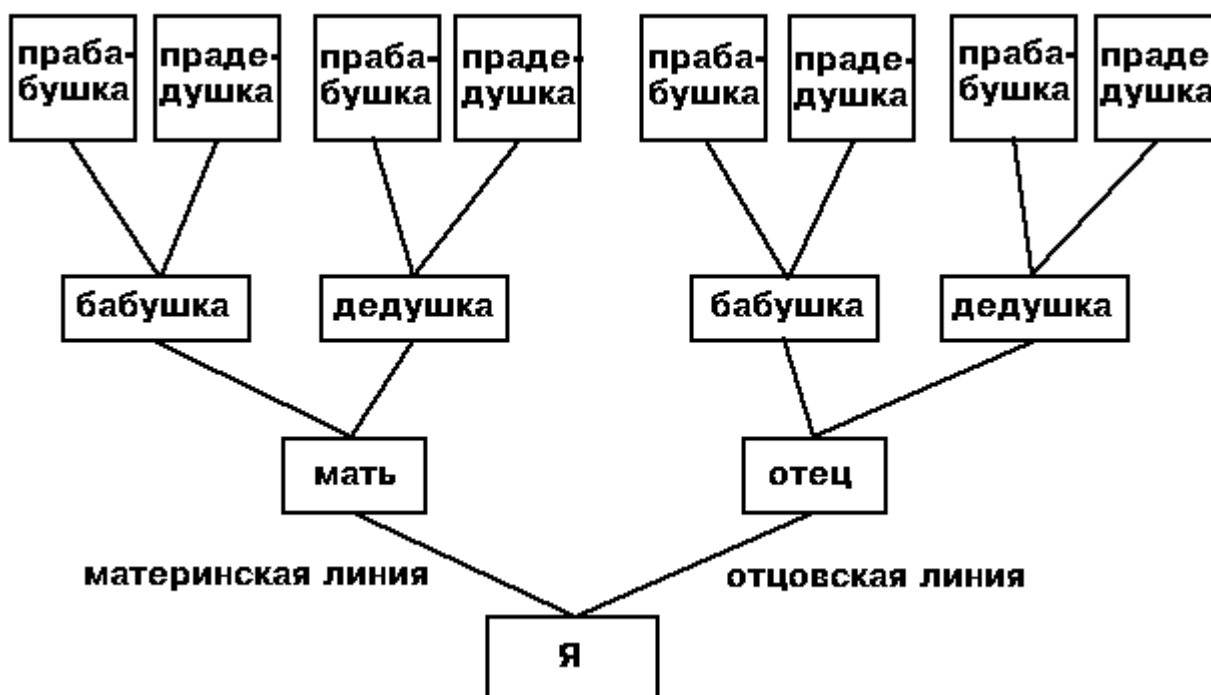 праба-
бушка
праде-
душка
праба-
бушка
праде-
душка
праба-
бушка
праде-
душка
праба-
бушка
праде-
душка
бабушка
дедушка
бабушка
дедушка
мать
отец
материнская линия
отцовская линия
Я